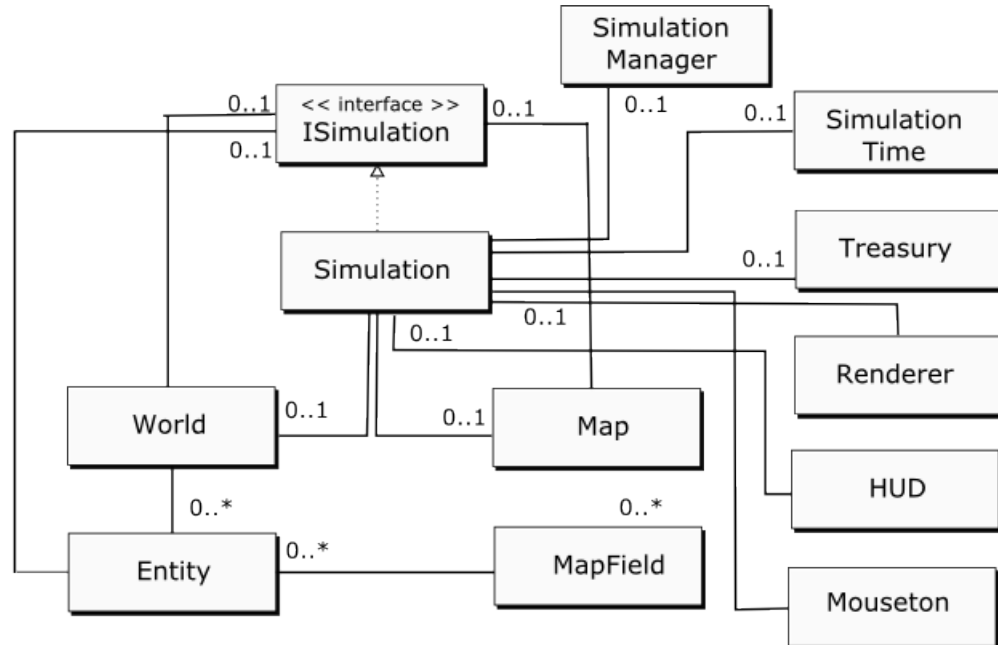 Simulation
Manager
0..1
<< interface >>
ISimulation
0..1
0..1
0..1
0..1
Simulation
Time
Simulation
Treasury
0..1
0..1
0..1
Renderer
World
0..1
0..1
Map
HUD
0..*
0..*
Entity
0..*
MapField
Mouseton